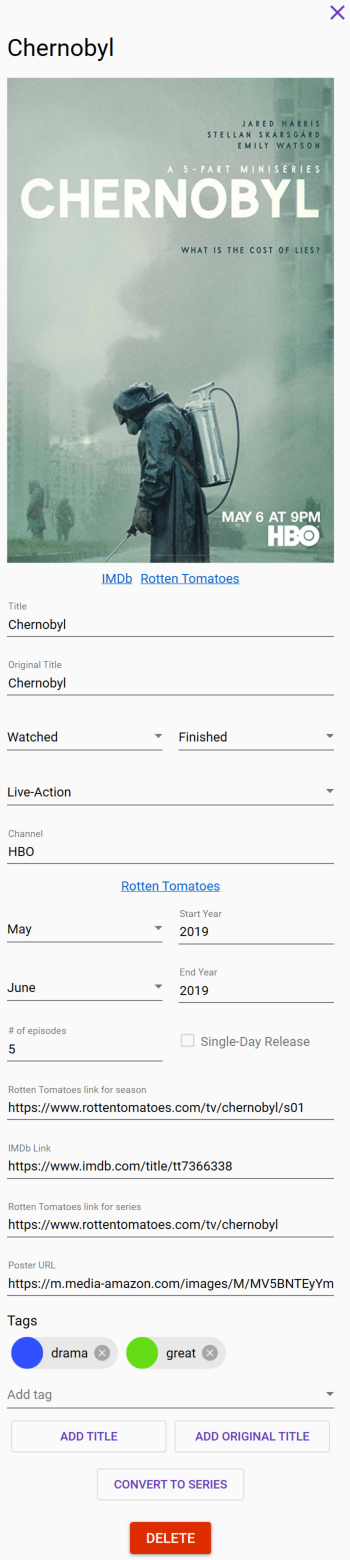 Chernobyl
JARED HARRIS
STELLAN SKARSGÅRD
EMILY WATSON
A 5-PART MINISERIES
CHERNOBYL
WHAT IS THE COST OF LIES?
MAY 6 AT 9PM
HBO
IMDb Rotten Tomatoes
Title
Chernobyl
Original Title
Chernobyl
Watched Finished
Live-Action
Channel
HBO
Rotten Tomatoes
May
Start Year
2019
June
End Year
2019
# of episodes
5
Single-Day Release
Rotten Tomatoes link for season
https://www.rottentomatoes.com/tv/chernobyl/s01
IMDb Link
https://www.imdb.com/title/tt7366338
Rotten Tomatoes link for series
https://www.rottentomatoes.com/tv/chernobyl
Poster URL
https://m.media-amazon.com/images/M/MV5BNTEyYm
Tags
drama great
Add tag
ADD TITLE ADD ORIGINAL TITLE
CONVERT TO SERIES
DELETE